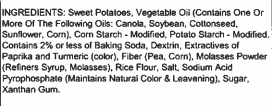 INGREDIENTS: Sweet Potatoes, Vegetable Oil (Contains One Or
More Of The Following Oils: Canola, Soybean, Cottonseed,
Sunflower, Corn), Corn Starch - Modified, Potato Starch - Modified.
Contains 2% or less of Baking Soda, Dextrin, Extractives of
Paprika and Turmeric (color), Fiber (Pea, Corn), Molasses Powder
(Refiners Syrup, Molasses), Rice Flour, Salt, Sodium Acid
Pyrophosphate (Maintains Natural Color & Leavening), Sugar,
Xanthan Gum.